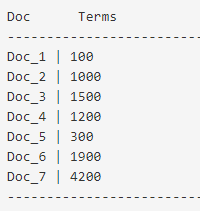 Doc Terms
--------------------------
Doc_1 | 100
Doc_2 | 1000
Doc_3 | 1500
Doc_4 | 1200
Doc_5 | 300
Doc_6 | 1900
Doc_7 | 4200
--------------------------